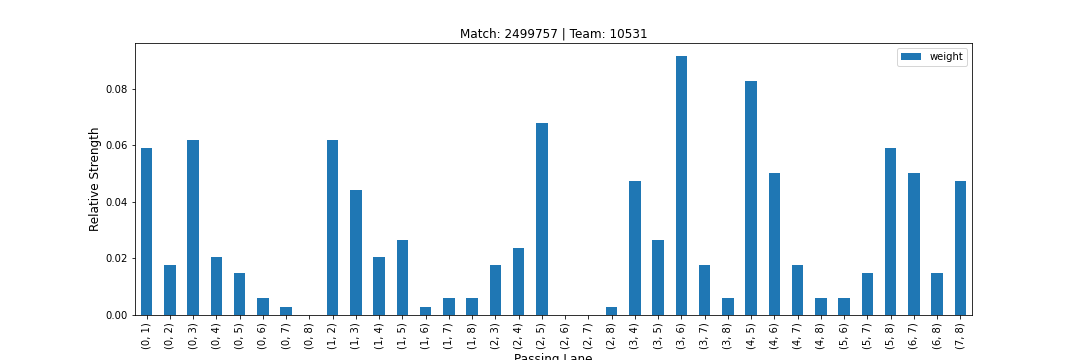 Match: 2499757 | Team: 10531
weight
Relative Strength
0.08
0.06
0.04
0.02
0.00
(0, 1) (0, 2) (0, 3) (0, 4) (0, 5) (0, 6) (0, 7) (0, 8) (1, 2) (1, 3) (1, 4) (1, 5) (1, 6) (1, 7) (1, 8) (2, 3) (2, 4) (2, 5) (2, 6) (2, 7) (2, 8) (3, 4) (3, 5) (3, 6) (3, 7) (3, 8) (4, 5) (4, 6) (4, 7) (4, 8) (5, 6) (5, 7) (5, 8) (6, 7) (6, 8) (7, 8)
Passing Lane